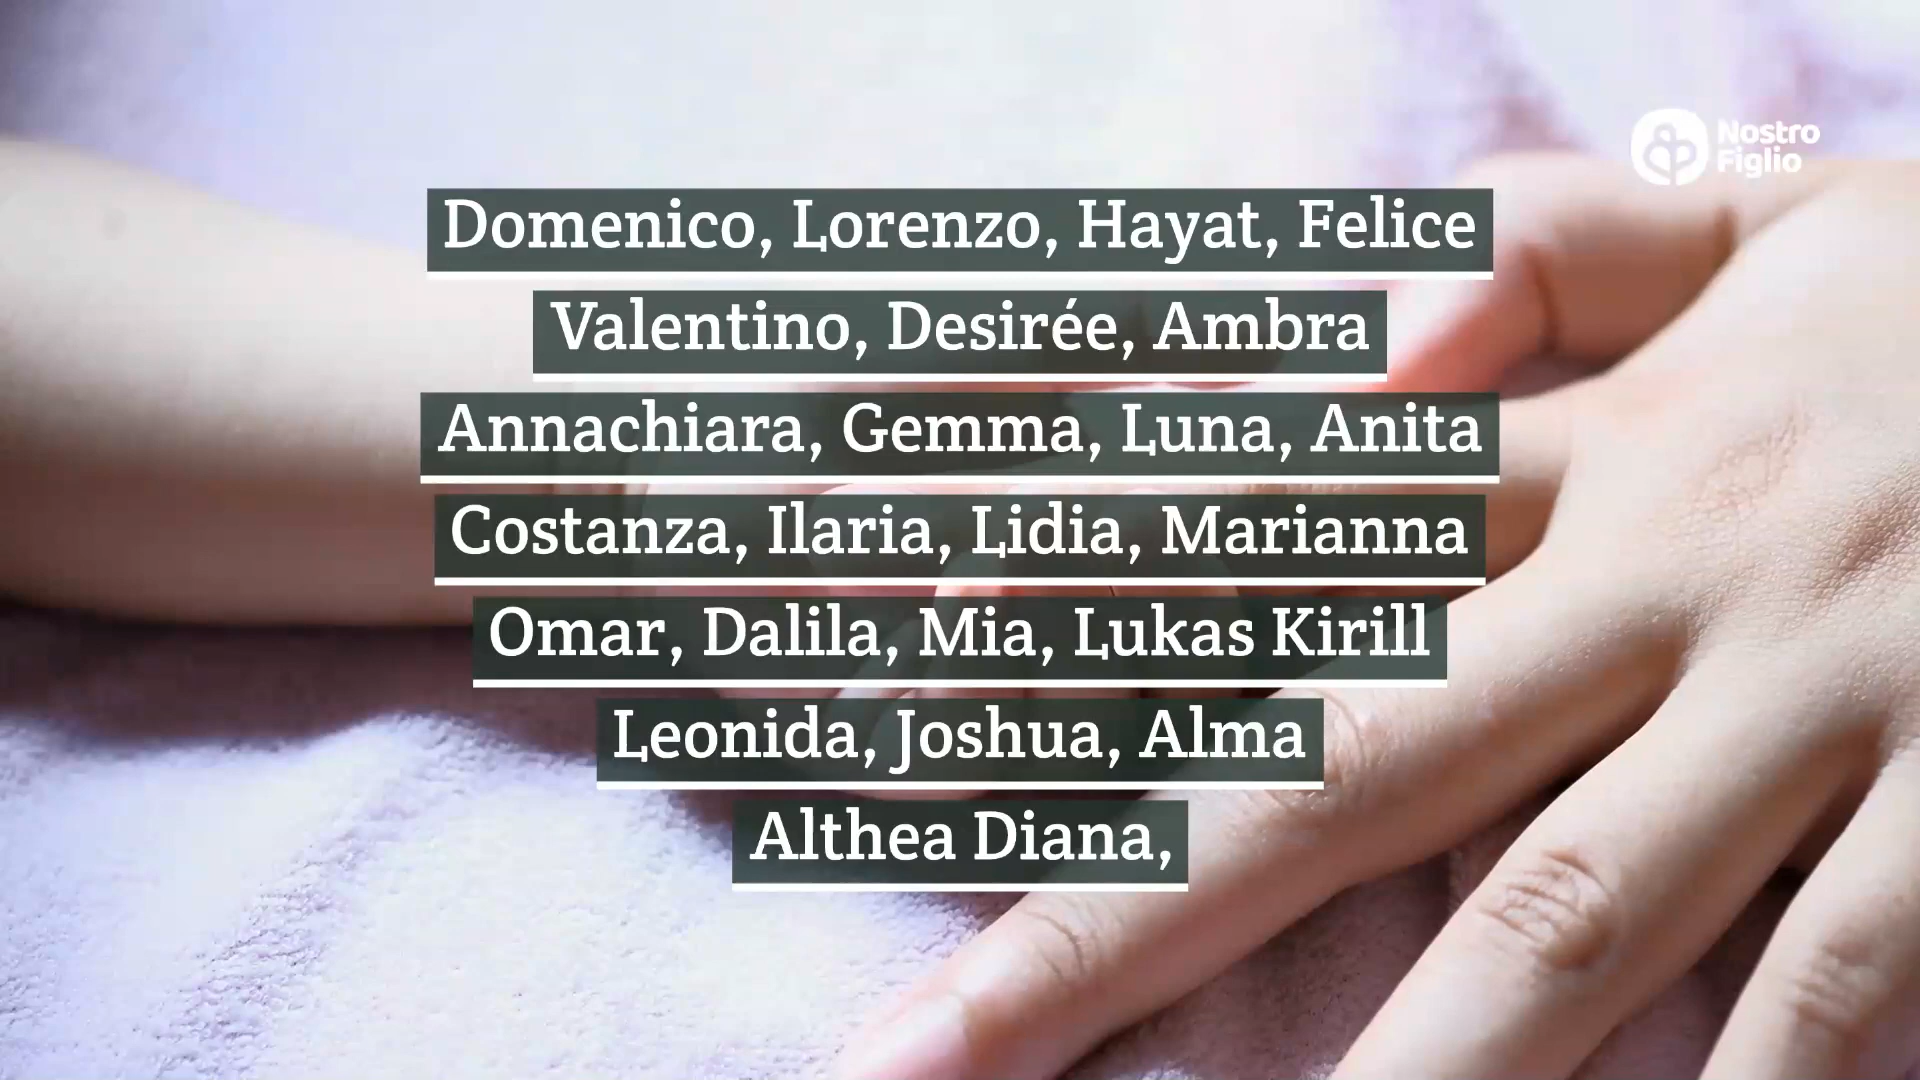 Nostro
Figlio
Domenico, Lorenzo, Hayat, Felice
Valentino, Desirée, Ambra
Annachiara, Gemma, Luna, Anita
Costanza, Ilaria, Lidia, Marianna
Omar, Dalila, Mia, Lukas Kirill
Leonida, Joshua, Alma
Althea Diana,